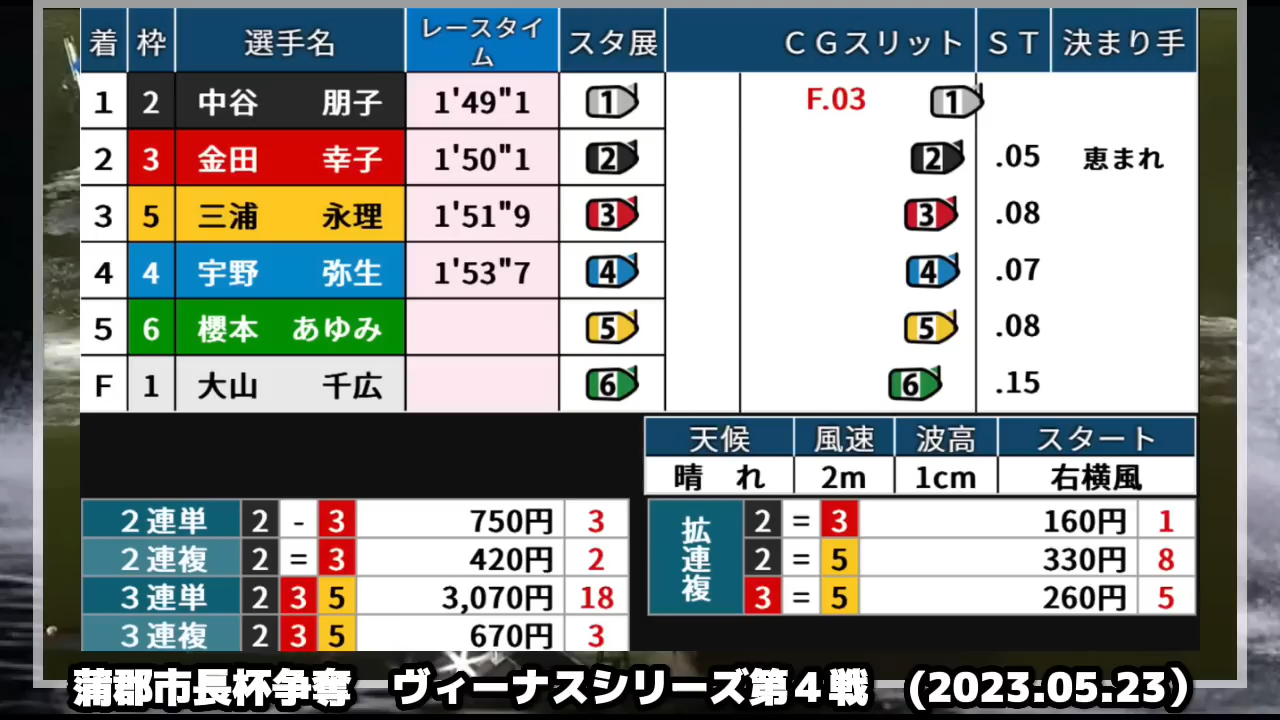 着 枠 選手名 レースタイム スタ展 CGスリット ST 決まり手
1 2 中谷 朋子 1'49"1 1 F.03 1
2 3 金田 幸子 1'50"1 2 2 .05 恵まれ
3 5 三浦 永理 1'51"9 3 3 .08
4 4 宇野 弥生 1'53"7 4 4 .07
5 6 櫻本 あゆみ 5 5 .08
F 1 大山 千広 6 6 .15
天候 風速 波高 スタート
晴れ 2m 1cm 右横風
2連単 2 - 3 750円 3
2連複 2 = 3 420円 2
3連単 2 3 5 3,070円 18
3連複 2 3 5 670円 3
拡連複 2 = 3 160円 1
2 = 5 330円 8
3 = 5 260円 5
蒲郡市長杯争奪 ヴィーナスシリーズ第4戦 (2023.05.23)